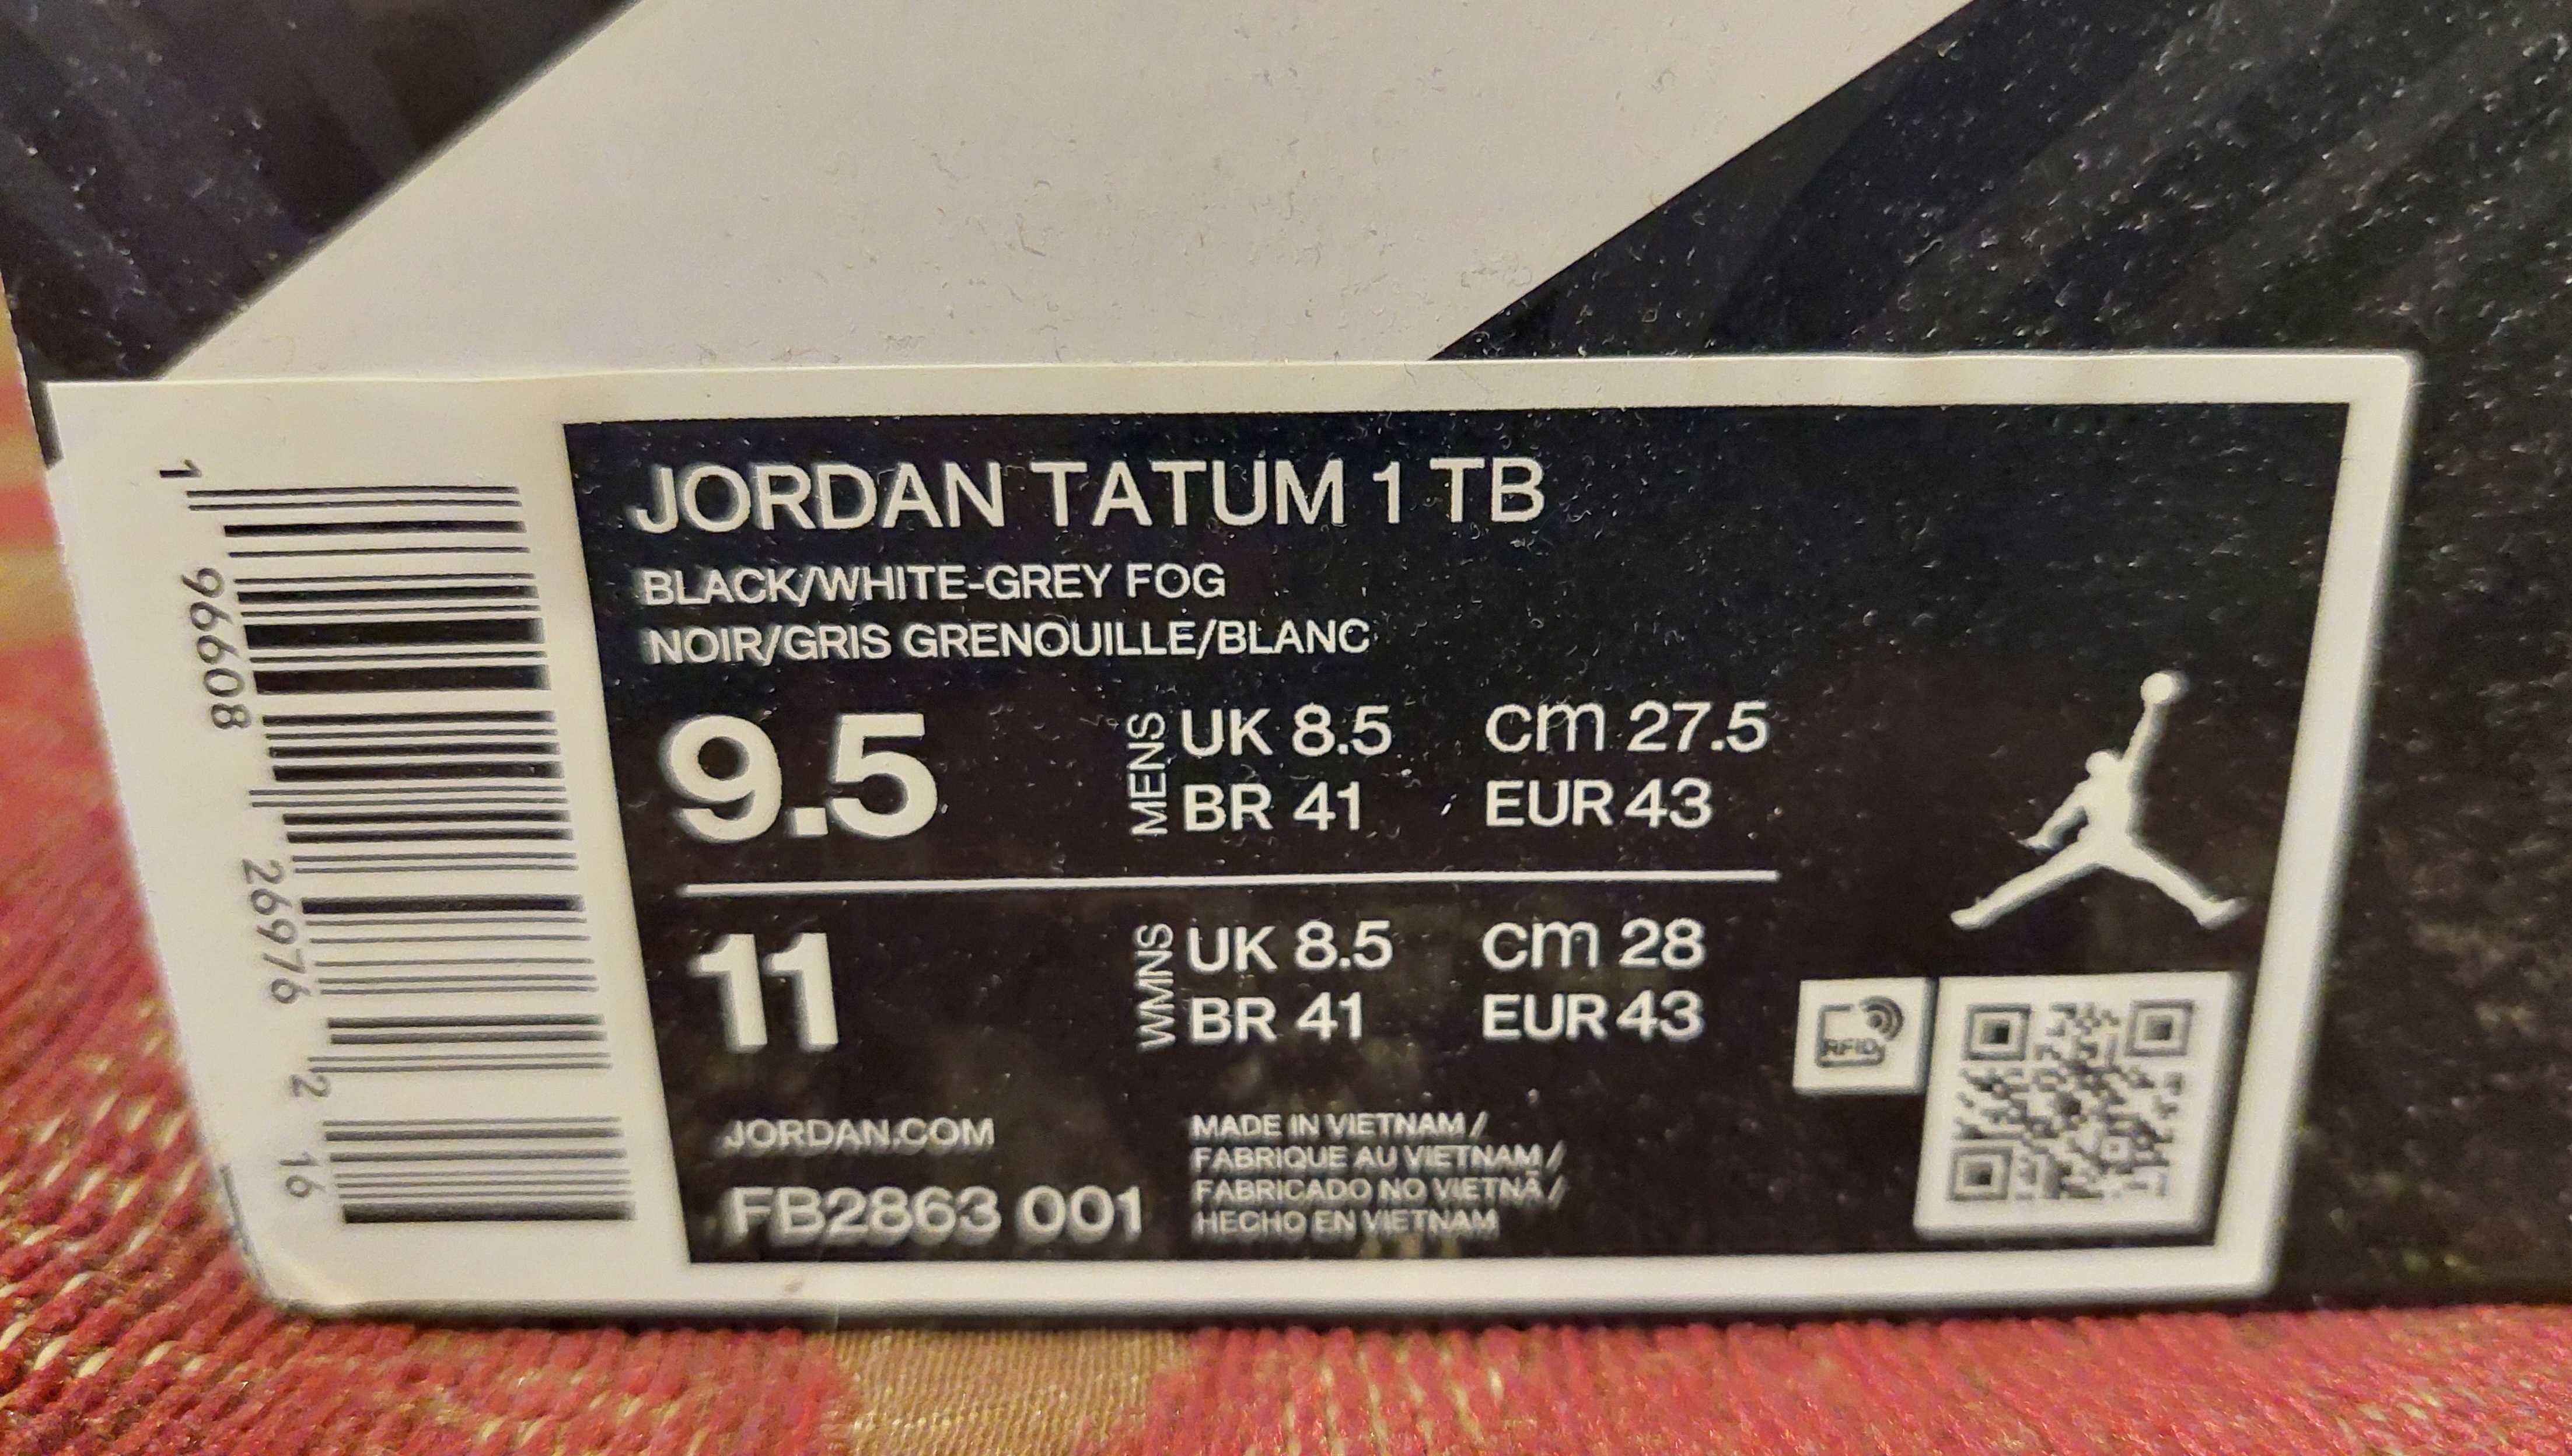 JORDAN TATUM 1 TB
BLACK/WHITE-GREY FOG
NOIR/GRIS GRENOUILLE/BLANC
9.5 MENS UK 8.5 cm 27.5
BR 41 EUR 43
11 WMNS UK 8.5 cm 28
BR 41 EUR 43
JORDAN.COM
FB2863 001
MADE IN VIETNAM /
FABRIQUE AU VIETNAM /
FABRICADO NO VIETNÃ /
HECHO EN VIETNAM
RFID
1 96608 26976 2 16